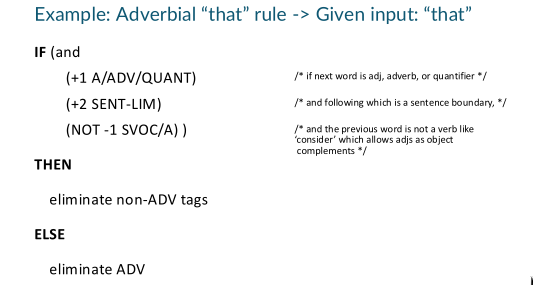 Example: Adverbial “that” rule -> Given input: “that”
IF (and
(+1 A/ADV/QUANT) /* if next word is adj, adverb, or quantifier */
(+2 SENT-LIM) /* and following which is a sentence boundary, */
(NOT -1 SVOC/A) ) /* and the previous word is not a verb like
‘consider’ which allows adjs as object
complements */
THEN
eliminate non-ADV tags
ELSE
eliminate ADV